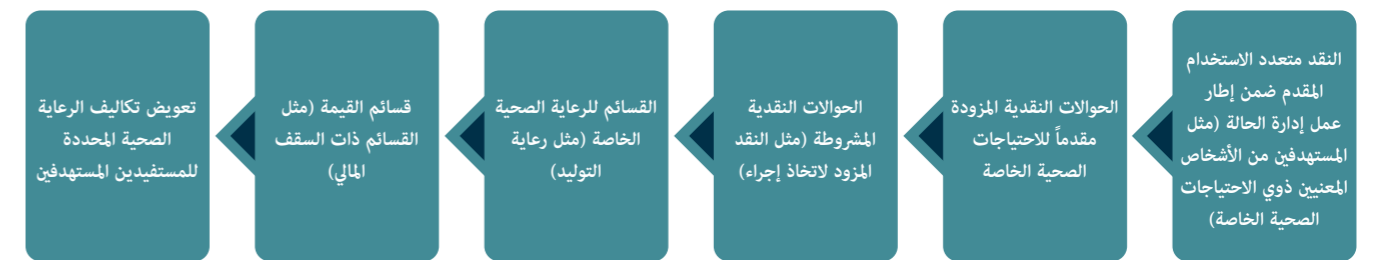 النقد متعدد الاستخدام
المقدم ضمن إطار
عمل إدارة الحالة (مثل
المستهدفين من الأشخاص
المعنيين ذوي الاحتياجات
الصحية الخاصة)
الحوالات النقدية المزودة
مقدماً للاحتياجات
الصحية الخاصة
الحوالات النقدية
المشروطة (مثل النقد
المزود لاتخاذ إجراء)
القسائم للرعاية الصحية
الخاصة (مثل رعاية
التوليد)
قسائم القيمة (مثل
القسائم ذات السقف
المالي)
تعويض تكاليف الرعاية
الصحية المحددة
للمستفيدين المستهدفين